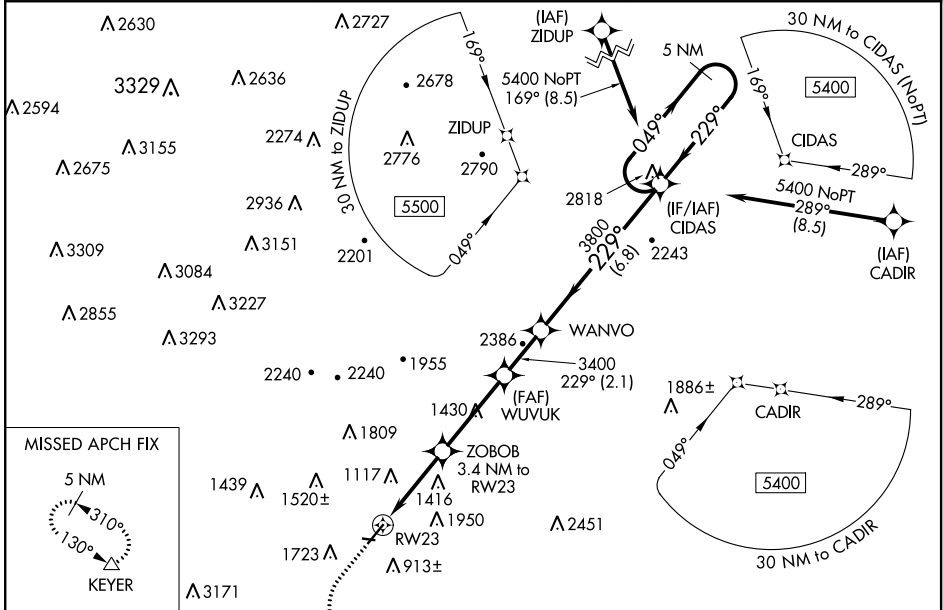 2630
2727
(IAF)
ZIDUP
30 NM to CIDAS (NoPT)
169°
5 NM
3329
2636
2678
5400 NoPT
169° (8.5)
169°
5400
2594
30 NM to ZIDUP
2274
ZIDUP
049°
229°
CIDAS
3155
2776
2790
2675
2818
289°
5400 NoPT
289°
(8.5)
2936
5500
(IF/IAF)
CIDAS
3151
2201
049°
3800
229°
(6.8)
2243
(IAF)
CADIR
3309
3084
3227
2855
WANVO
3293
2386
3400
229° (2.1)
1955
2240
2240
(FAF)
WUVUK
1886±
CADIR
289°
1430
049°
MISSED APCH FIX
1809
ZOBOB
3.4 NM to
RW23
5 NM
1439
1520±
1117
1416
5400
310°
1950
2451
130°
RW23
30 NM to CADIR
KEYER
1723
913±
3171